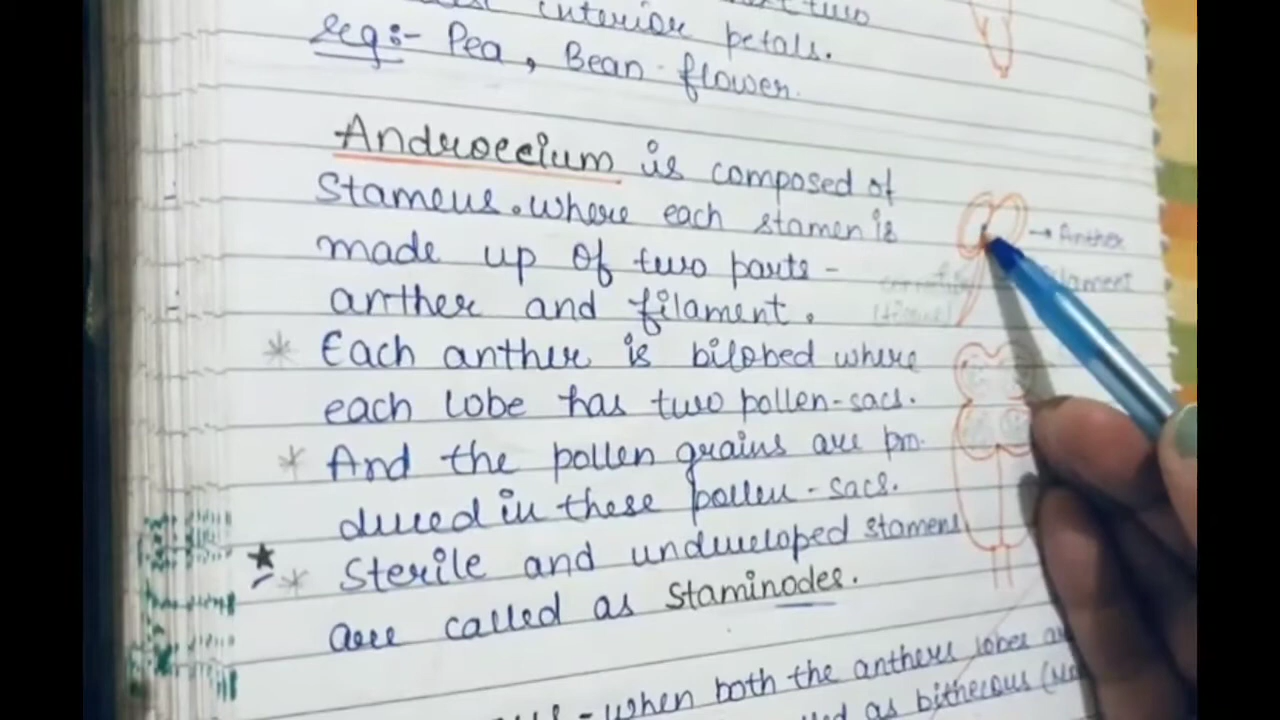 interior petals.
eg:- Pea, Bean flower.
Androecium is composed of
Stamens. where each stamen is → Anther
made up of two parts -
anther and filament.
* Each anther is bilobed where
each lobe has two pollen-sacs.
* And the pollen grains are pro-
duced in these pollen-sacs.
* Sterile and undeveloped stamens
are called as Staminodes.
- when both the anthers lobes
as bitheous